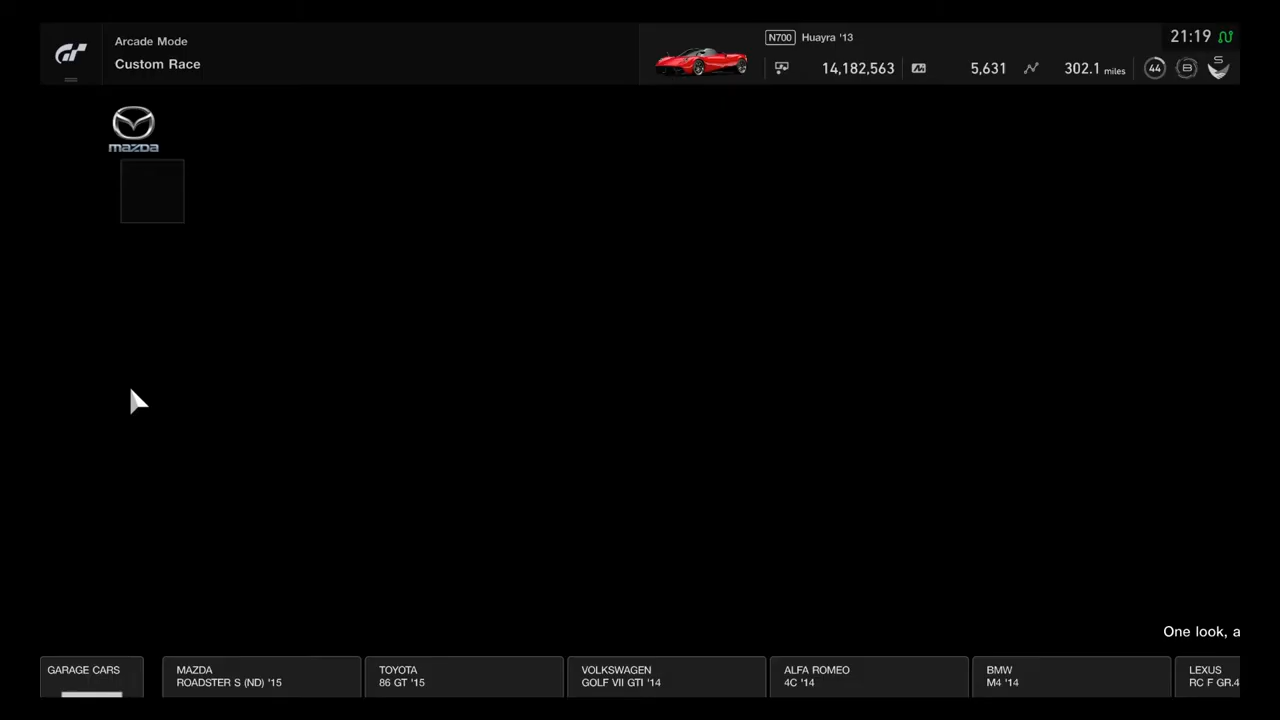 Arcade Mode
Custom Race
N700 Huayra '13
14,182,563
5,631
302.1 miles
21:19
44
B
S
mazda
One look, a
GARAGE CARS
MAZDA
ROADSTER S (ND) '15
TOYOTA
86 GT '15
VOLKSWAGEN
GOLF VII GTI '14
ALFA ROMEO
4C '14
BMW
M4 '14
LEXUS
RC F GR.4